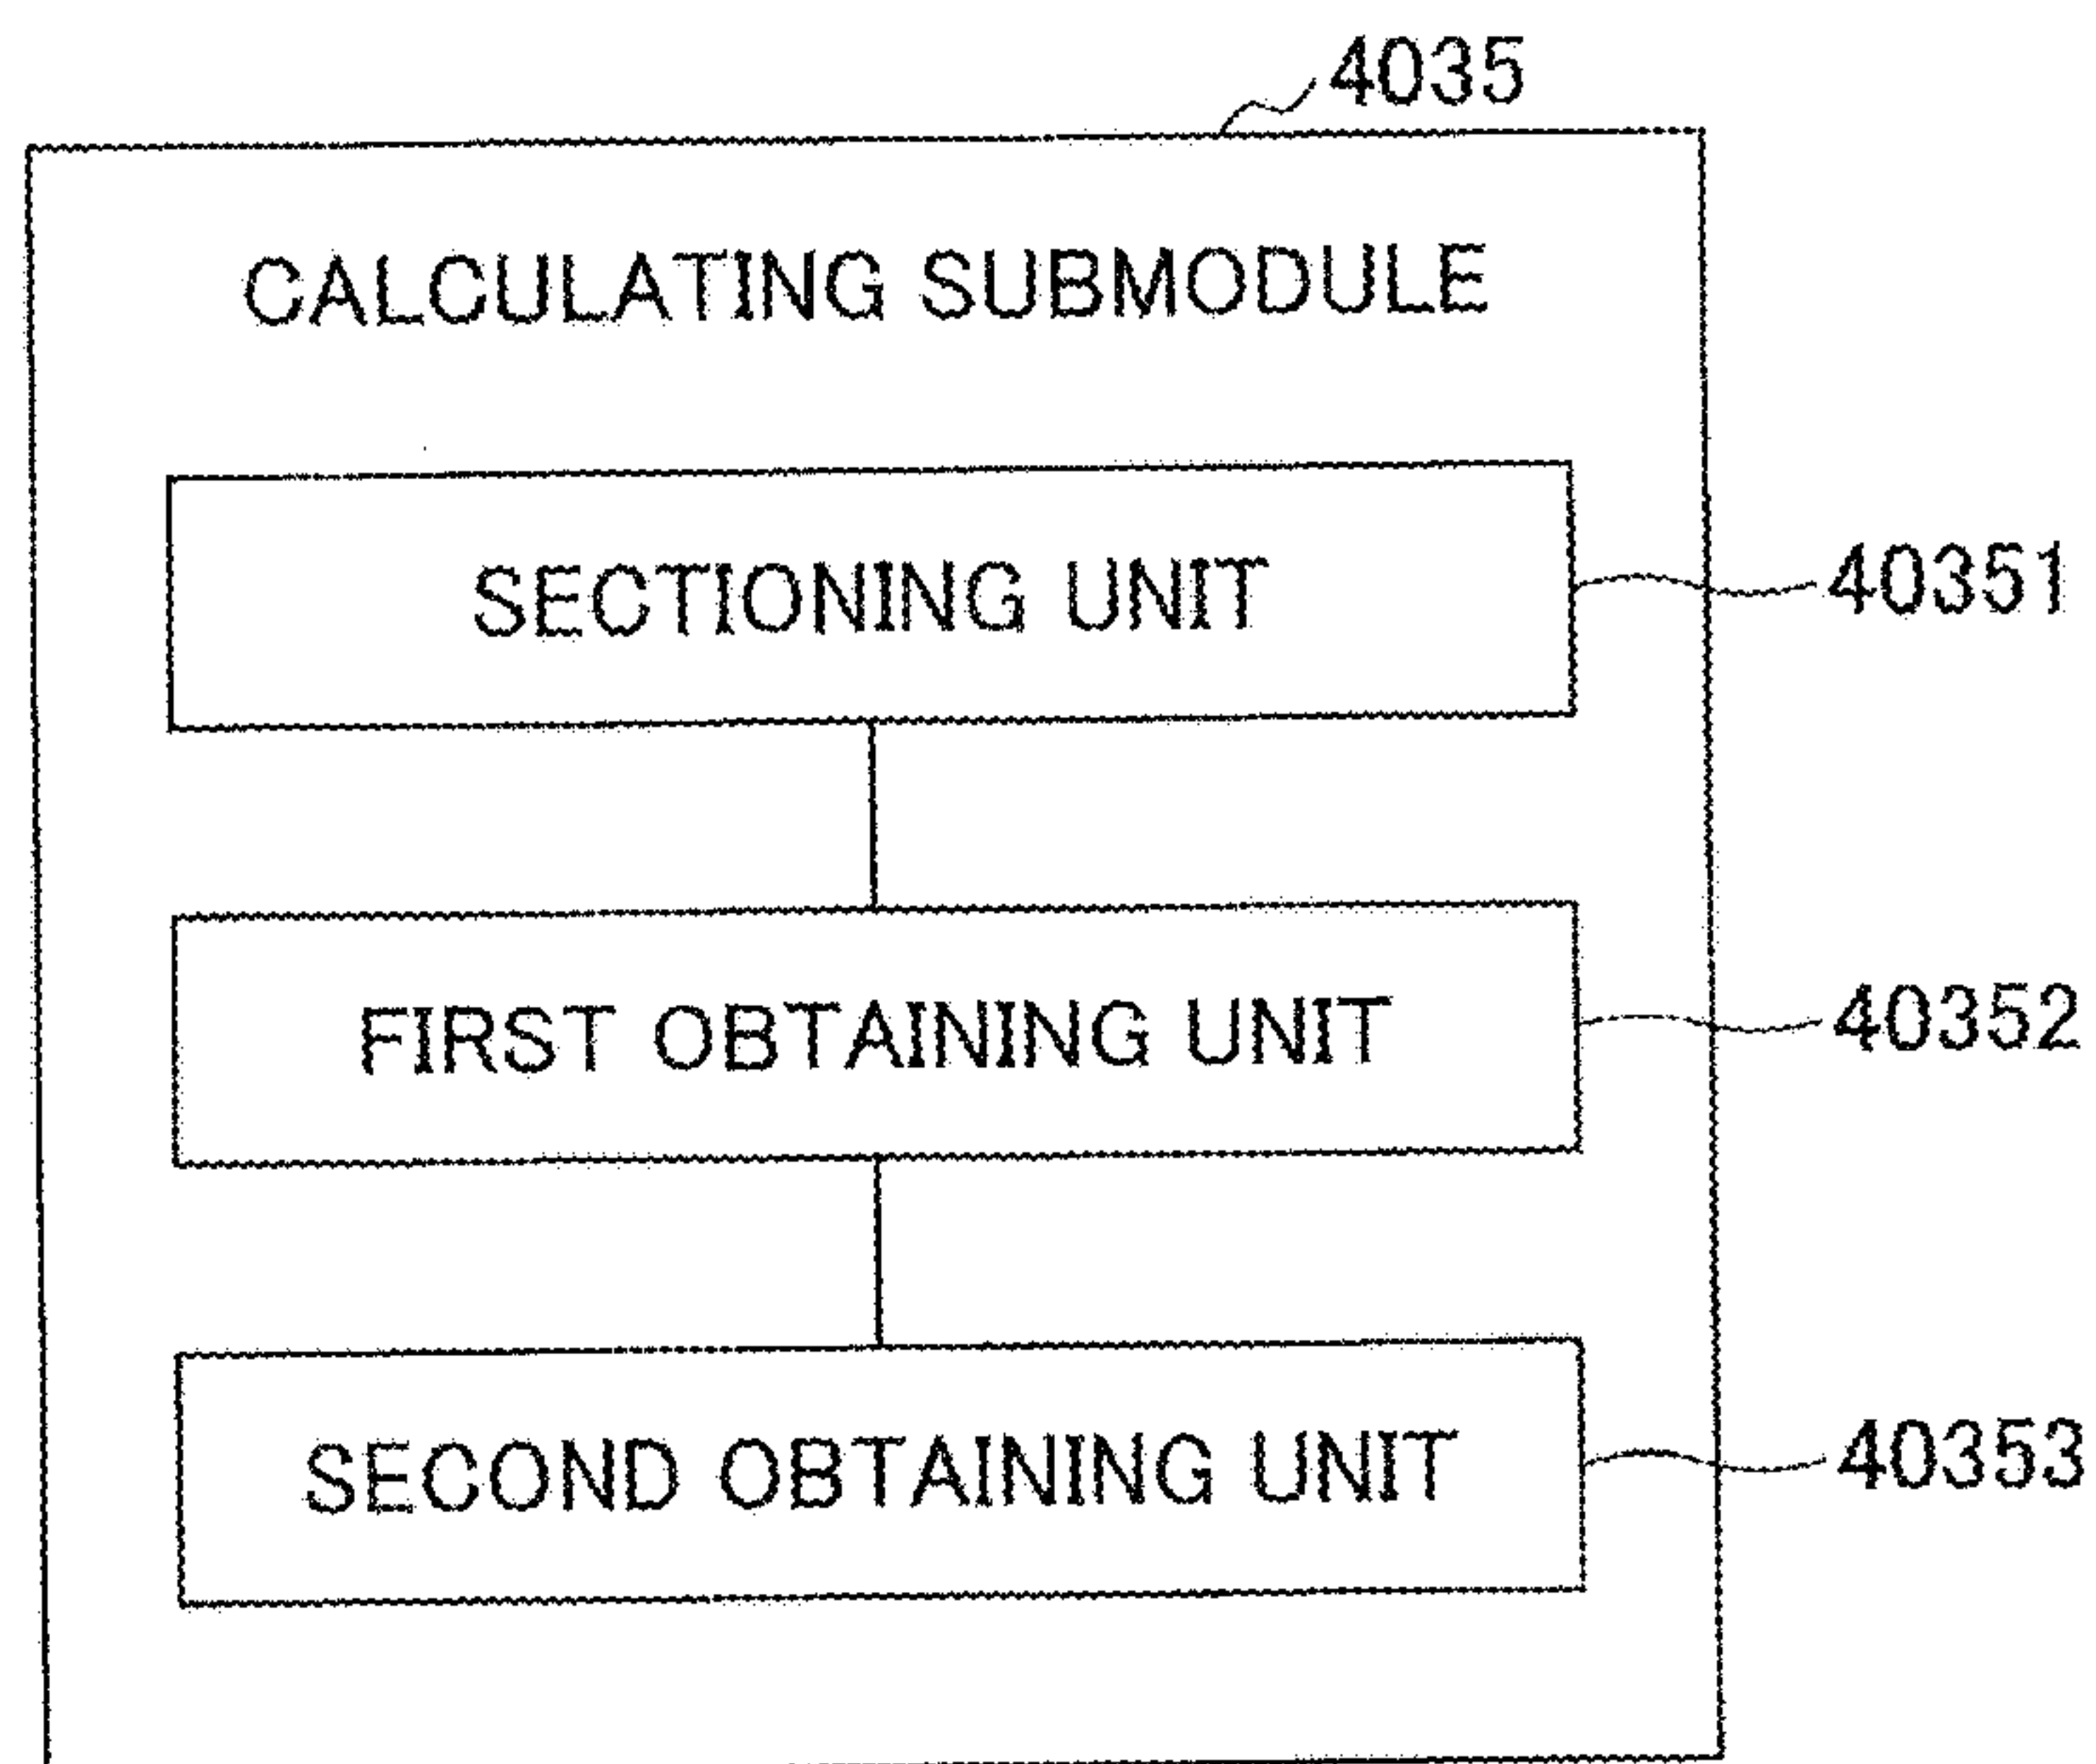 4035
CALCULATING SUBMODULE
SECTIONING UNIT
40351
FIRST OBTAINING UNIT
40352
SECOND OBTAINING UNIT
40353